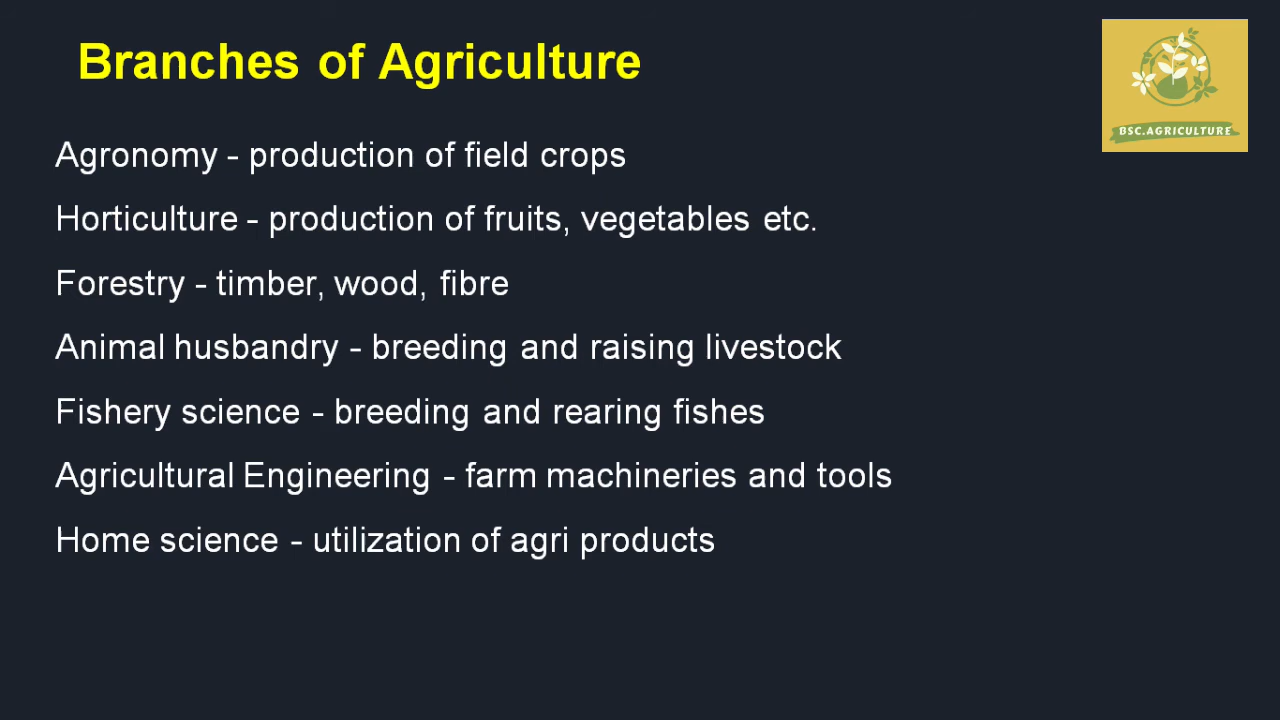 Branches of Agriculture
BSC.AGRICULTURE
Agronomy - production of field crops
Horticulture - production of fruits, vegetables etc.
Forestry - timber, wood, fibre
Animal husbandry - breeding and raising livestock
Fishery science - breeding and rearing fishes
Agricultural Engineering - farm machineries and tools
Home science - utilization of agri products